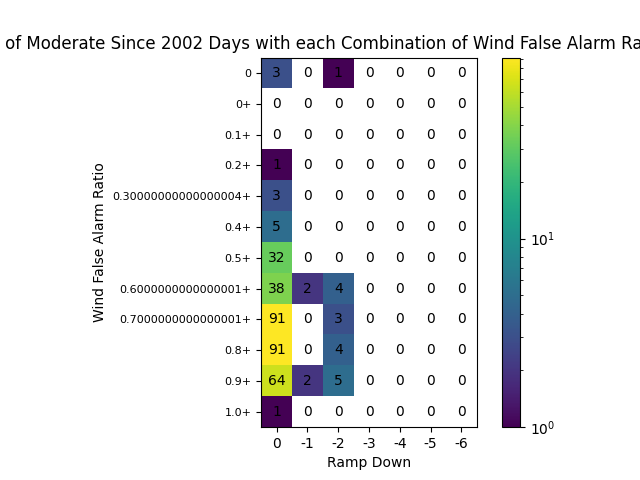 of Moderate Since 2002 Days with each Combination of Wind False Alarm Ra
0 3 0 1 0 0 0 0
0+ 0 0 0 0 0 0 0
0.1+ 0 0 0 0 0 0 0
0.2+ 1 0 0 0 0 0 0
0.30000000000000004+ 3 0 0 0 0 0 0
0.4+ 5 0 0 0 0 0 0
0.5+ 32 0 0 0 0 0 0
0.6000000000000001+ 38 2 4 0 0 0 0
0.7000000000000001+ 91 0 3 0 0 0 0
0.8+ 91 0 4 0 0 0 0
0.9+ 64 2 5 0 0 0 0
1.0+ 1 0 0 0 0 0 0
0 -1 -2 -3 -4 -5 -6
Ramp Down
Wind False Alarm Ratio
10¹
10⁰